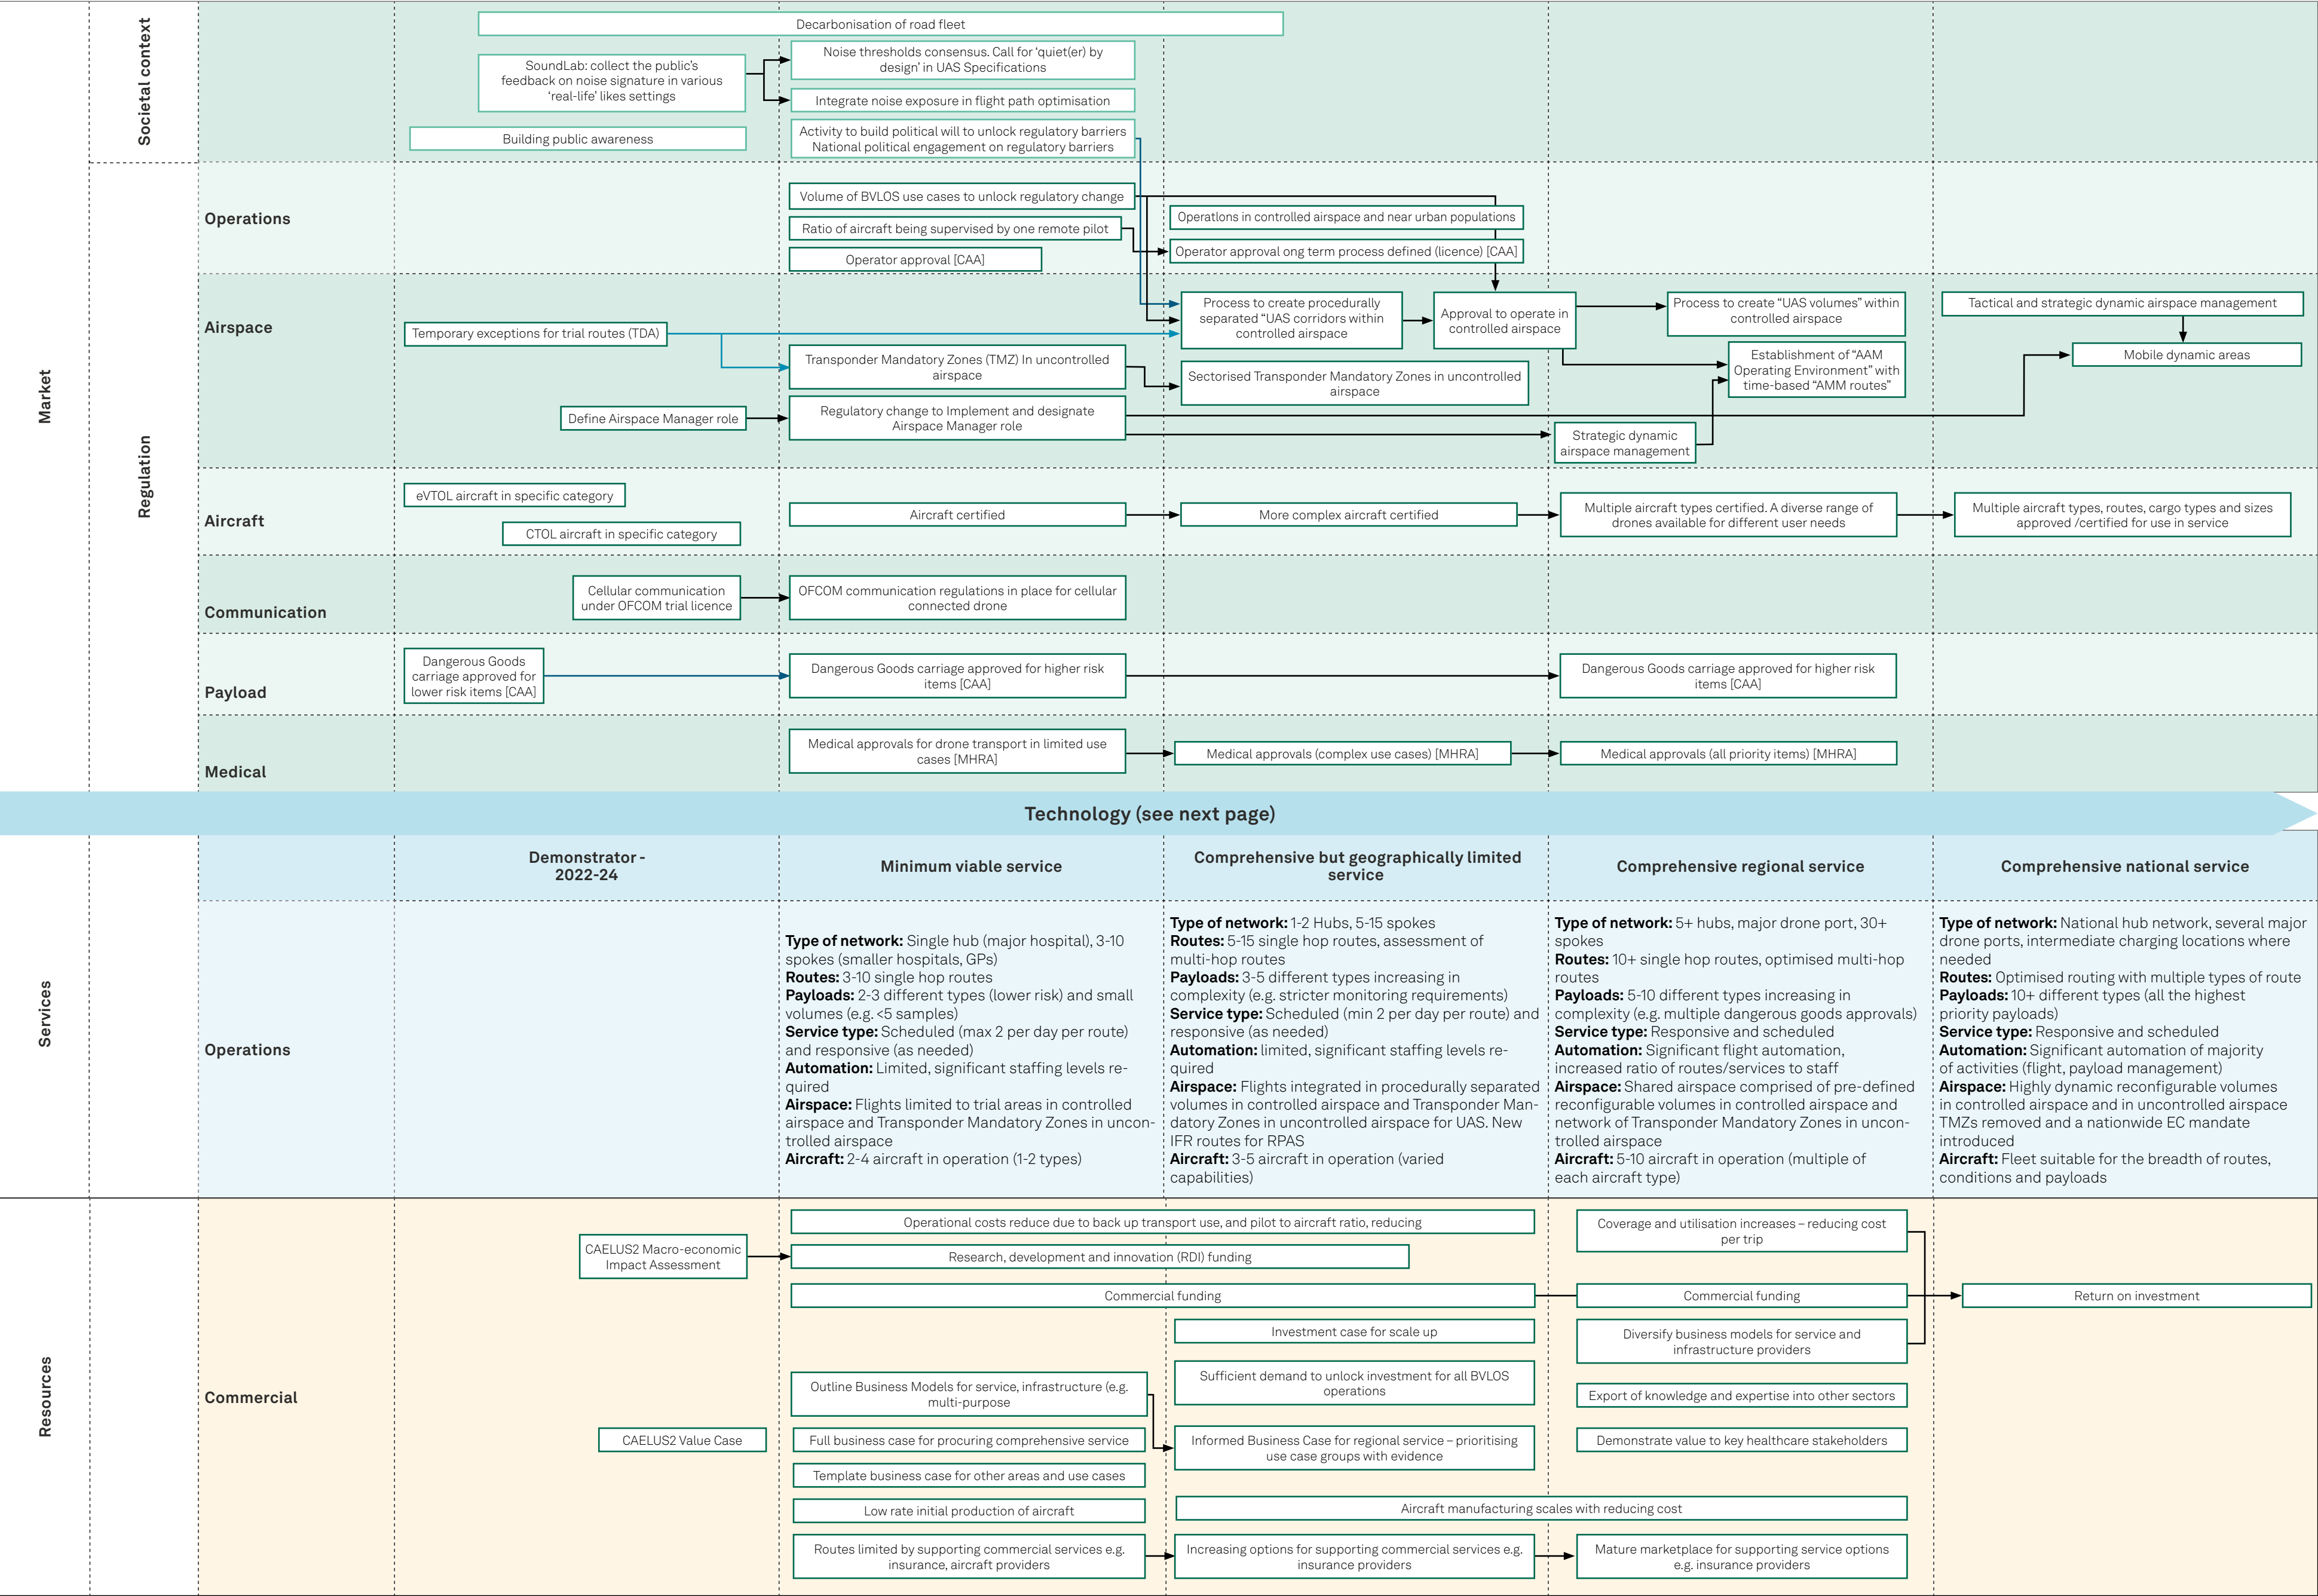 Market
Societal context
Decarbonisation of road fleet
SoundLab: collect the public's
feedback on noise signature in various
'real-life' likes settings
Noise thresholds consensus. Call for 'quiet(er) by
design' in UAS Specifications
Integrate noise exposure in flight path optimisation
Building public awareness
Activity to build political will to unlock regulatory barriers
National political engagement on regulatory barriers
Regulation
Operations
Volume of BVLOS use cases to unlock regulatory change
Ratio of aircraft being supervised by one remote pilot
Operator approval [CAA]
Operations in controlled airspace and near urban populations
Operator approval ong term process defined (licence) [CAA]
Airspace
Temporary exceptions for trial routes (TDA)
Define Airspace Manager role
Transponder Mandatory Zones (TMZ) In uncontrolled
airspace
Regulatory change to Implement and designate
Airspace Manager role
Process to create procedurally
separated “UAS corridors within
controlled airspace
Approval to operate in
controlled airspace
Sectorised Transponder Mandatory Zones in uncontrolled
airspace
Process to create “UAS volumes” within
controlled airspace
Establishment of “AAM
Operating Environment” with
time-based “AMM routes”
Strategic dynamic
airspace management
Tactical and strategic dynamic airspace management
Mobile dynamic areas
Aircraft
eVTOL aircraft in specific category
CTOL aircraft in specific category
Aircraft certified
More complex aircraft certified
Multiple aircraft types certified. A diverse range of
drones available for different user needs
Multiple aircraft types, routes, cargo types and sizes
approved /certified for use in service
Communication
Cellular communication
under OFCOM trial licence
OFCOM communication regulations in place for cellular
connected drone
Payload
Dangerous Goods
carriage approved for
lower risk items [CAA]
Dangerous Goods carriage approved for higher risk
items [CAA]
Dangerous Goods carriage approved for higher risk
items [CAA]
Medical
Medical approvals for drone transport in limited use
cases [MHRA]
Medical approvals (complex use cases) [MHRA]
Medical approvals (all priority items) [MHRA]
Technology (see next page)
Services
Demonstrator -
2022-24
Minimum viable service
Comprehensive but geographically limited
service
Comprehensive regional service
Comprehensive national service
Operations
Type of network: Single hub (major hospital), 3-10
spokes (smaller hospitals, GPs)
Routes: 3-10 single hop routes
Payloads: 2-3 different types (lower risk) and small
volumes (e.g. <5 samples)
Service type: Scheduled (max 2 per day per route)
and responsive (as needed)
Automation: Limited, significant staffing levels re-
quired
Airspace: Flights limited to trial areas in controlled
airspace and Transponder Mandatory Zones in uncon-
trolled airspace
Aircraft: 2-4 aircraft in operation (1-2 types)
Type of network: 1-2 Hubs, 5-15 spokes
Routes: 5-15 single hop routes, assessment of
multi-hop routes
Payloads: 3-5 different types increasing in
complexity (e.g. stricter monitoring requirements)
Service type: Scheduled (min 2 per day per route) and
responsive (as needed)
Automation: limited, significant staffing levels re-
quired
Airspace: Flights integrated in procedurally separated
volumes in controlled airspace and Transponder Man-
datory Zones in uncontrolled airspace for UAS. New
IFR routes for RPAS
Aircraft: 3-5 aircraft in operation (varied
capabilities)
Type of network: 5+ hubs, major drone port, 30+
spokes
Routes: 10+ single hop routes, optimised multi-hop
routes
Payloads: 5-10 different types increasing in
complexity (e.g. multiple dangerous goods approvals)
Service type: Responsive and scheduled
Automation: Significant flight automation,
increased ratio of routes/services to staff
Airspace: Shared airspace comprised of pre-defined
reconfigurable volumes in controlled airspace and
network of Transponder Mandatory Zones in uncon-
trolled airspace
Aircraft: 5-10 aircraft in operation (multiple of
each aircraft type)
Type of network: National hub network, several major
drone ports, intermediate charging locations where
needed
Routes: Optimised routing with multiple types of route
Payloads: 10+ different types (all the highest
priority payloads)
Service type: Responsive and scheduled
Automation: Significant automation of majority
of activities (flight, payload management)
Airspace: Highly dynamic reconfigurable volumes
in controlled airspace and in uncontrolled airspace
TMZs removed and a nationwide EC mandate
introduced
Aircraft: Fleet suitable for the breadth of routes,
conditions and payloads
Resources
Commercial
CAELUS2 Macro-economic
Impact Assessment
CAELUS2 Value Case
Operational costs reduce due to back up transport use, and pilot to aircraft ratio, reducing
Research, development and innovation (RDI) funding
Commercial funding
Outline Business Models for service, infrastructure (e.g.
multi-purpose
Full business case for procuring comprehensive service
Template business case for other areas and use cases
Low rate initial production of aircraft
Routes limited by supporting commercial services e.g.
insurance, aircraft providers
Investment case for scale up
Sufficient demand to unlock investment for all BVLOS
operations
Informed Business Case for regional service – prioritising
use case groups with evidence
Aircraft manufacturing scales with reducing cost
Increasing options for supporting commercial services e.g.
insurance providers
Coverage and utilisation increases – reducing cost
per trip
Commercial funding
Diversify business models for service and
infrastructure providers
Export of knowledge and expertise into other sectors
Demonstrate value to key healthcare stakeholders
Mature marketplace for supporting service options
e.g. insurance providers
Return on investment